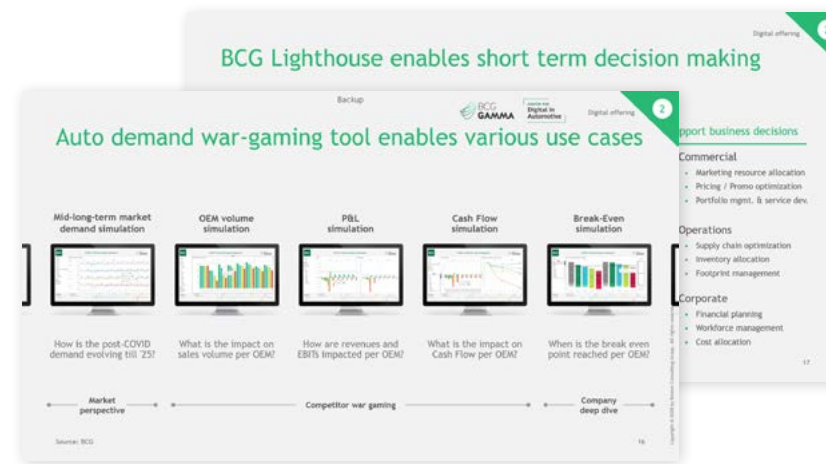 Digital offering
BCG Lighthouse enables short term decision making
Backup
BCG
GAMMA
Digital in
Automotive
Digital offering
2
Auto demand war-gaming tool enables various use cases
Mid-long-term market
demand simulation
OEM volume
simulation
P&L
simulation
Cash Flow
simulation
Break-Even
simulation
How is the post-COVID
demand evolving till '25?
What is the impact on
sales volume per OEM?
How are revenues and
EBITs impacted per OEM?
What is the impact on
Cash Flow per OEM?
When is the break even
point reached per OEM?
Market
perspective
Competitor war gaming
Company
deep dive
Source: BCG
16
pport business decisions
Commercial
• Marketing resource allocation
• Pricing / Promo optimization
• Portfolio mgmt. & service dev.
Operations
• Supply chain optimization
• Inventory allocation
• Footprint management
Corporate
• Financial planning
• Workforce management
• Cost allocation
17